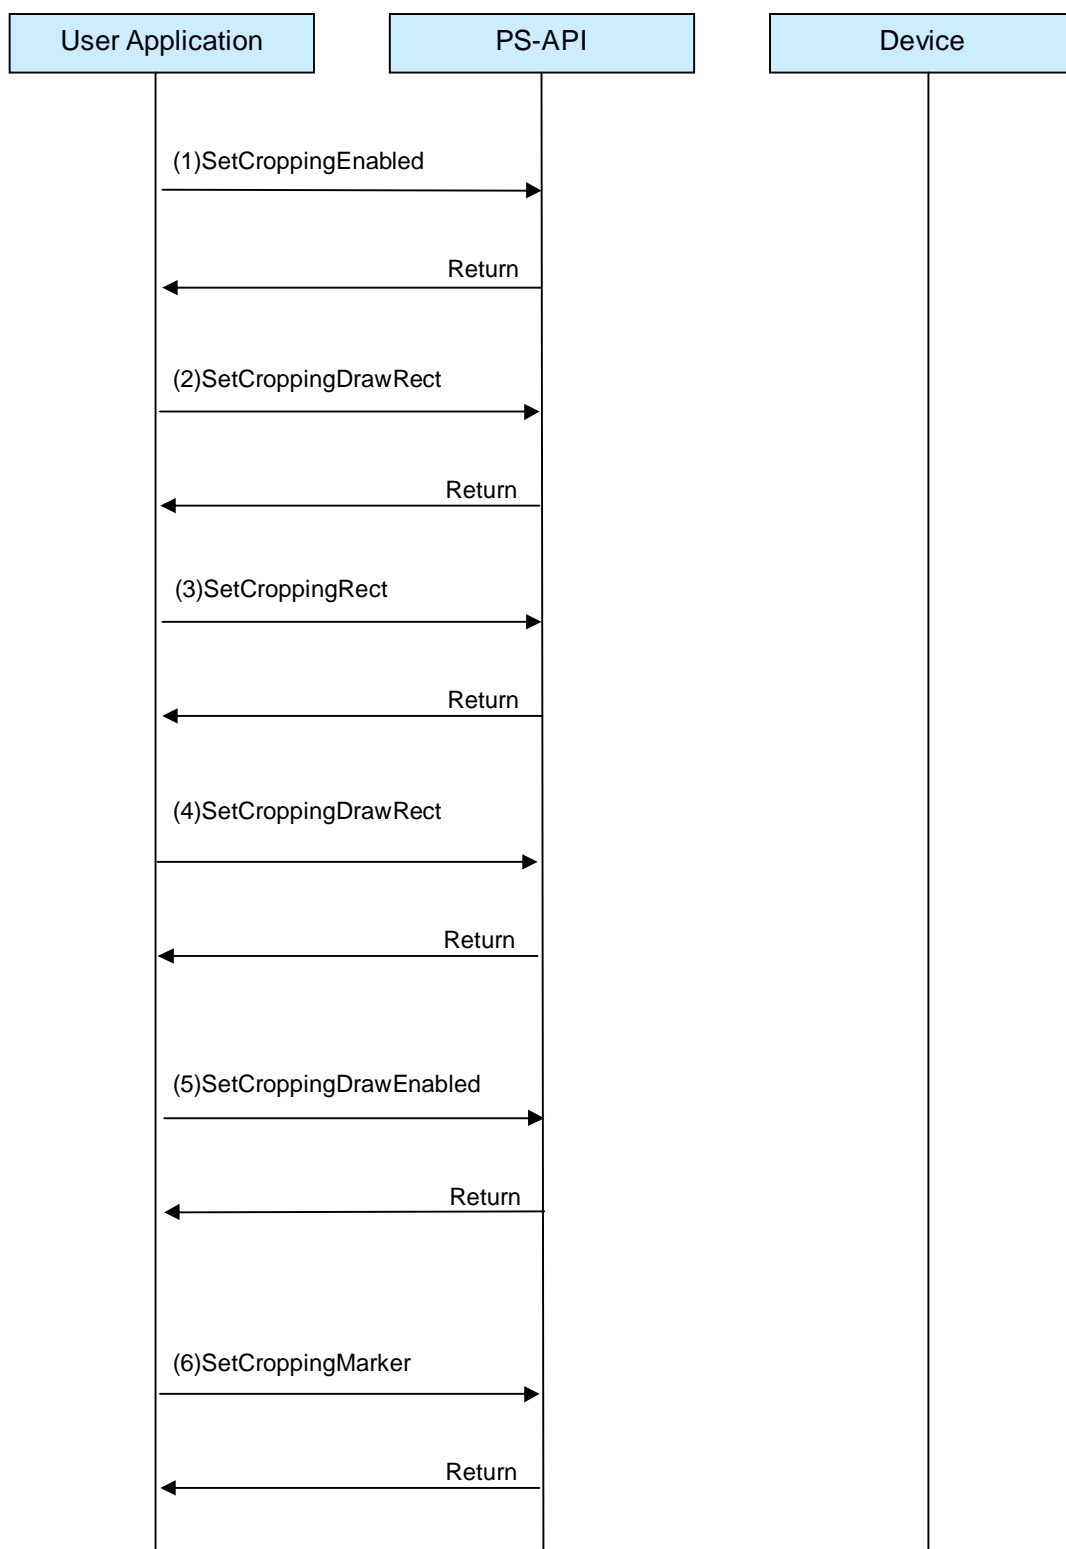 User Application
PS-API
Device
(1)SetCroppingEnabled
Return
(2)SetCroppingDrawRect
Return
(3)SetCroppingRect
Return
(4)SetCroppingDrawRect
Return
(5)SetCroppingDrawEnabled
Return
(6)SetCroppingMarker
Return